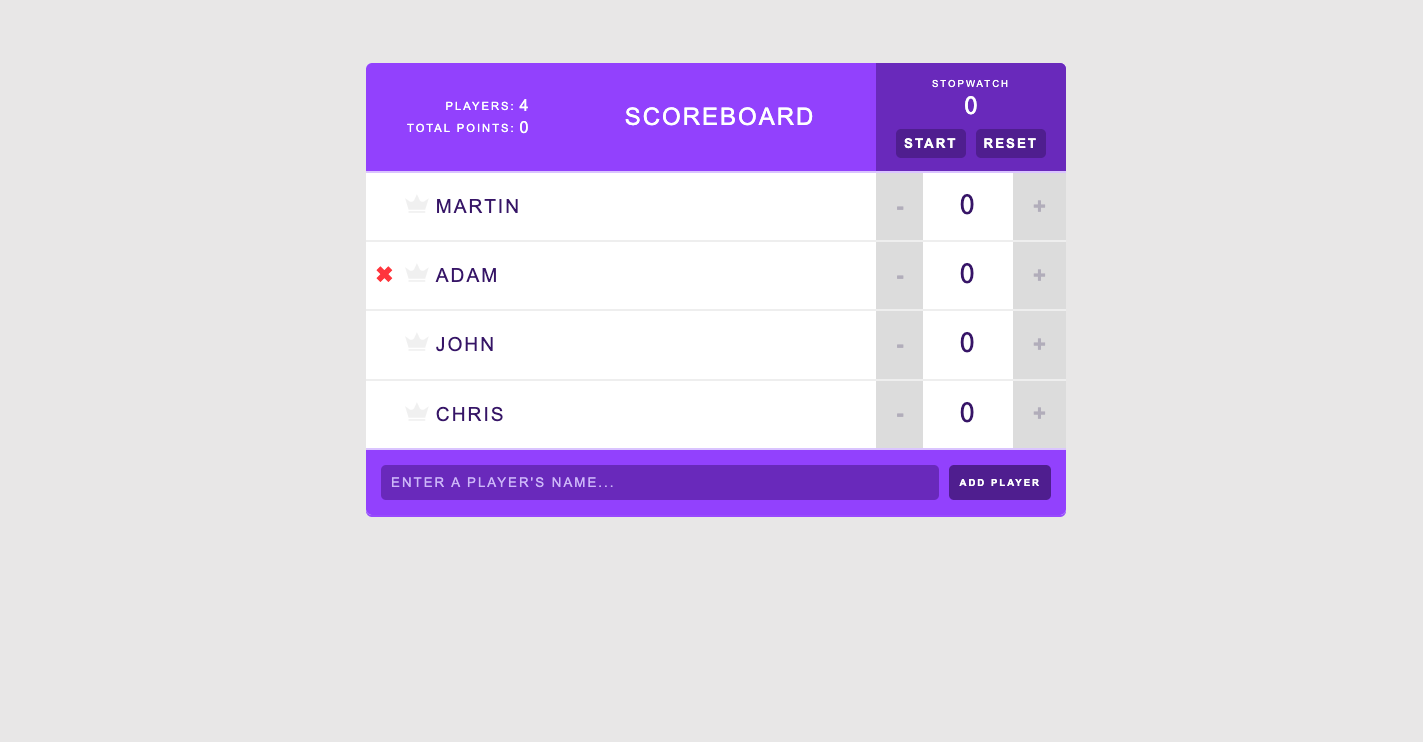 PLAYERS: 4
TOTAL POINTS: 0
SCOREBOARD
STOPWATCH
0
START RESET
MARTIN - 0 +
✖ ADAM - 0 +
JOHN - 0 +
CHRIS - 0 +
ENTER A PLAYER'S NAME... ADD PLAYER